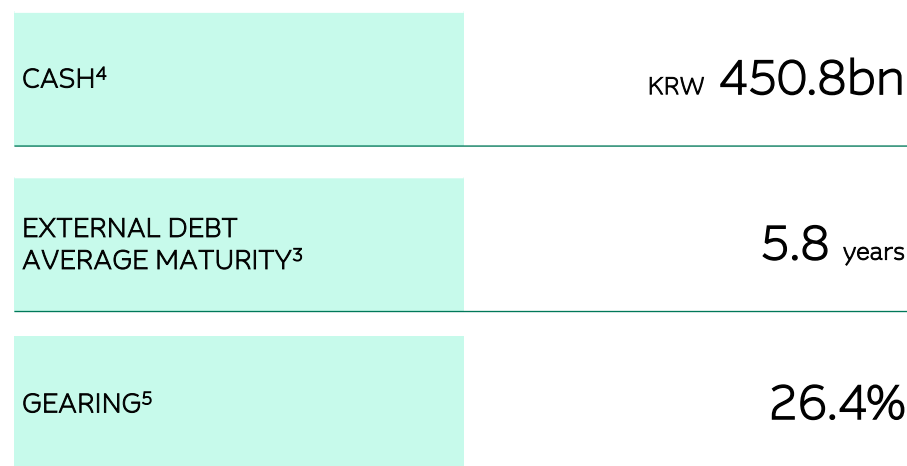 CASH⁴
KRW 450.8bn
EXTERNAL DEBT
AVERAGE MATURITY³
5.8 years
GEARING⁵
26.4%